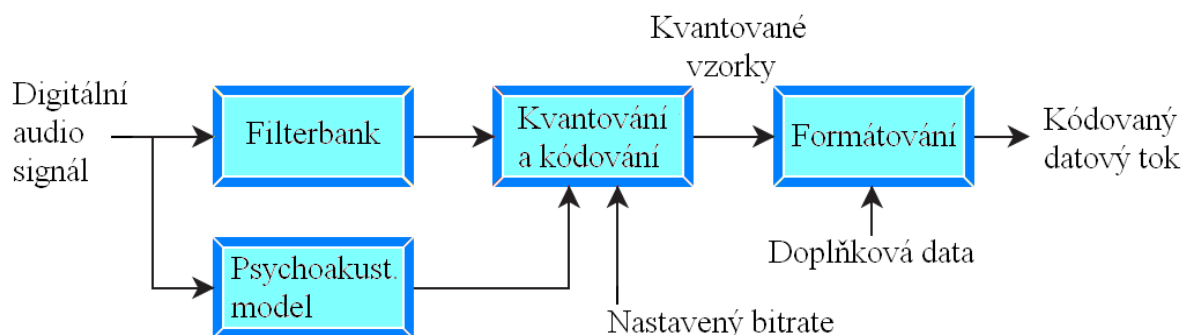 Digitální
audio
signál
Filterbank
Psychoakust.
model
Kvantování
a kódování
Nastavený bitrate
Kvantované
vzorky
Formátování
Doplňková data
Kódovaný
datový tok